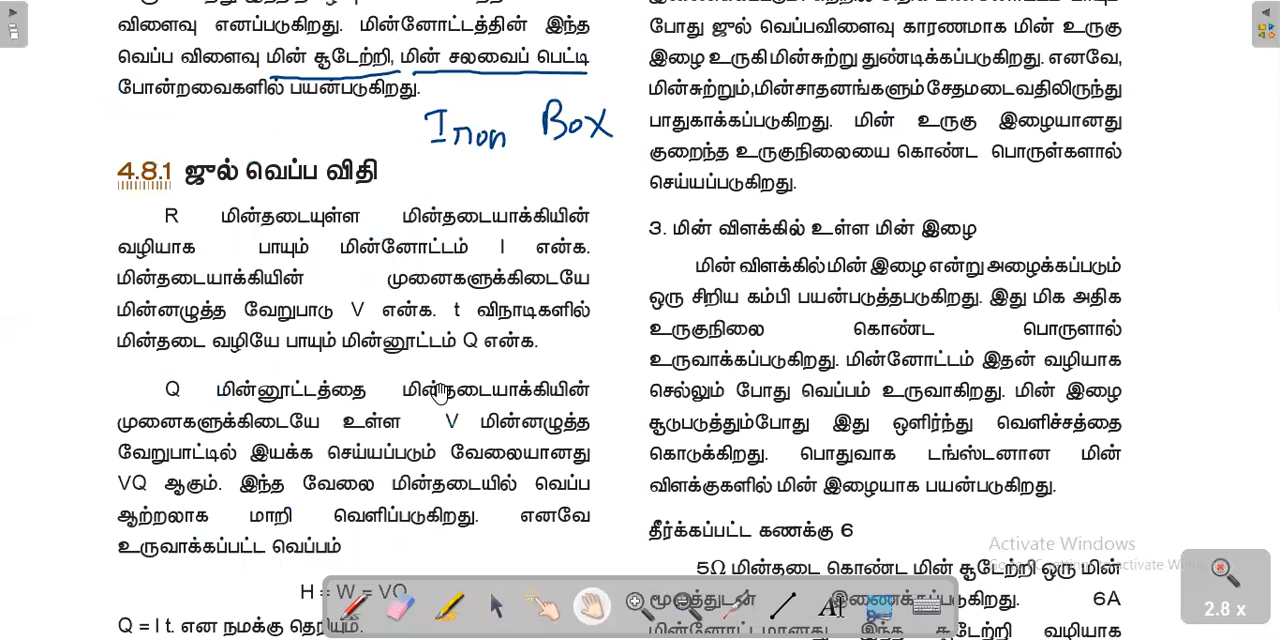 விளைவு எனப்படுகிறது. மின்னோட்டத்தின் இந்த
வெப்ப விளைவு மின் சூடேற்றி, மின் சலவைப் பெட்டி
போன்றவைகளில் பயன்படுகிறது.
Iron Box
4.8.1 ஜுல் வெப்ப விதி
R மின்தடையுள்ள மின்தடையாக்கியின்
வழியாக பாயும் மின்னோட்டம் I என்க.
மின்தடையாக்கியின் முனைகளுக்கிடையே
மின்னழுத்த வேறுபாடு V என்க. t விநாடிகளில்
மின்தடை வழியே பாயும் மின்னூட்டம் Q என்க.
Q மின்னூட்டத்தை மின்தடையாக்கியின்
முனைகளுக்கிடையே உள்ள V மின்னழுத்த
வேறுபாட்டில் இயக்க செய்யப்படும் வேலையானது
VQ ஆகும். இந்த வேலை மின்தடையில் வெப்ப
ஆற்றலாக மாறி வெளிப்படுகிறது. எனவே
உருவாக்கப்பட்ட வெப்பம்
H = W = VQ
Q = I t. என நமக்கு தெரியும்.
போது ஜுல் வெப்பவிளைவு காரணமாக மின் உருகு
இழை உருகி மின்சுற்று துண்டிக்கப்படுகிறது. எனவே,
மின்சுற்றும், மின்சாதனங்களும் சேதமடைவதிலிருந்து
பாதுகாக்கப்படுகிறது. மின் உருகு இழையானது
குறைந்த உருகுநிலையை கொண்ட பொருள்களால்
செய்யப்படுகிறது.
3. மின் விளக்கில் உள்ள மின் இழை
மின் விளக்கில் மின் இழை என்று அழைக்கப்படும்
ஒரு சிறிய கம்பி பயன்படுத்தபடுகிறது. இது மிக அதிக
உருகுநிலை கொண்ட பொருளால்
உருவாக்கப்படுகிறது. மின்னோட்டம் இதன் வழியாக
செல்லும் போது வெப்பம் உருவாகிறது. மின் இழை
சூடுபடுத்தும்போது இது ஒளிர்ந்து வெளிச்சத்தை
கொடுக்கிறது. பொதுவாக டங்ஸ்டனான மின்
விளக்குகளில் மின் இழையாக பயன்படுகிறது.
தீர்க்கப்பட்ட கணக்கு 6
5Ω மின்தடை கொண்ட மின் சூடேற்றி ஒரு மின்
இணைக்கப்படுகிறது. 6A
Activate Windows
2.8 x